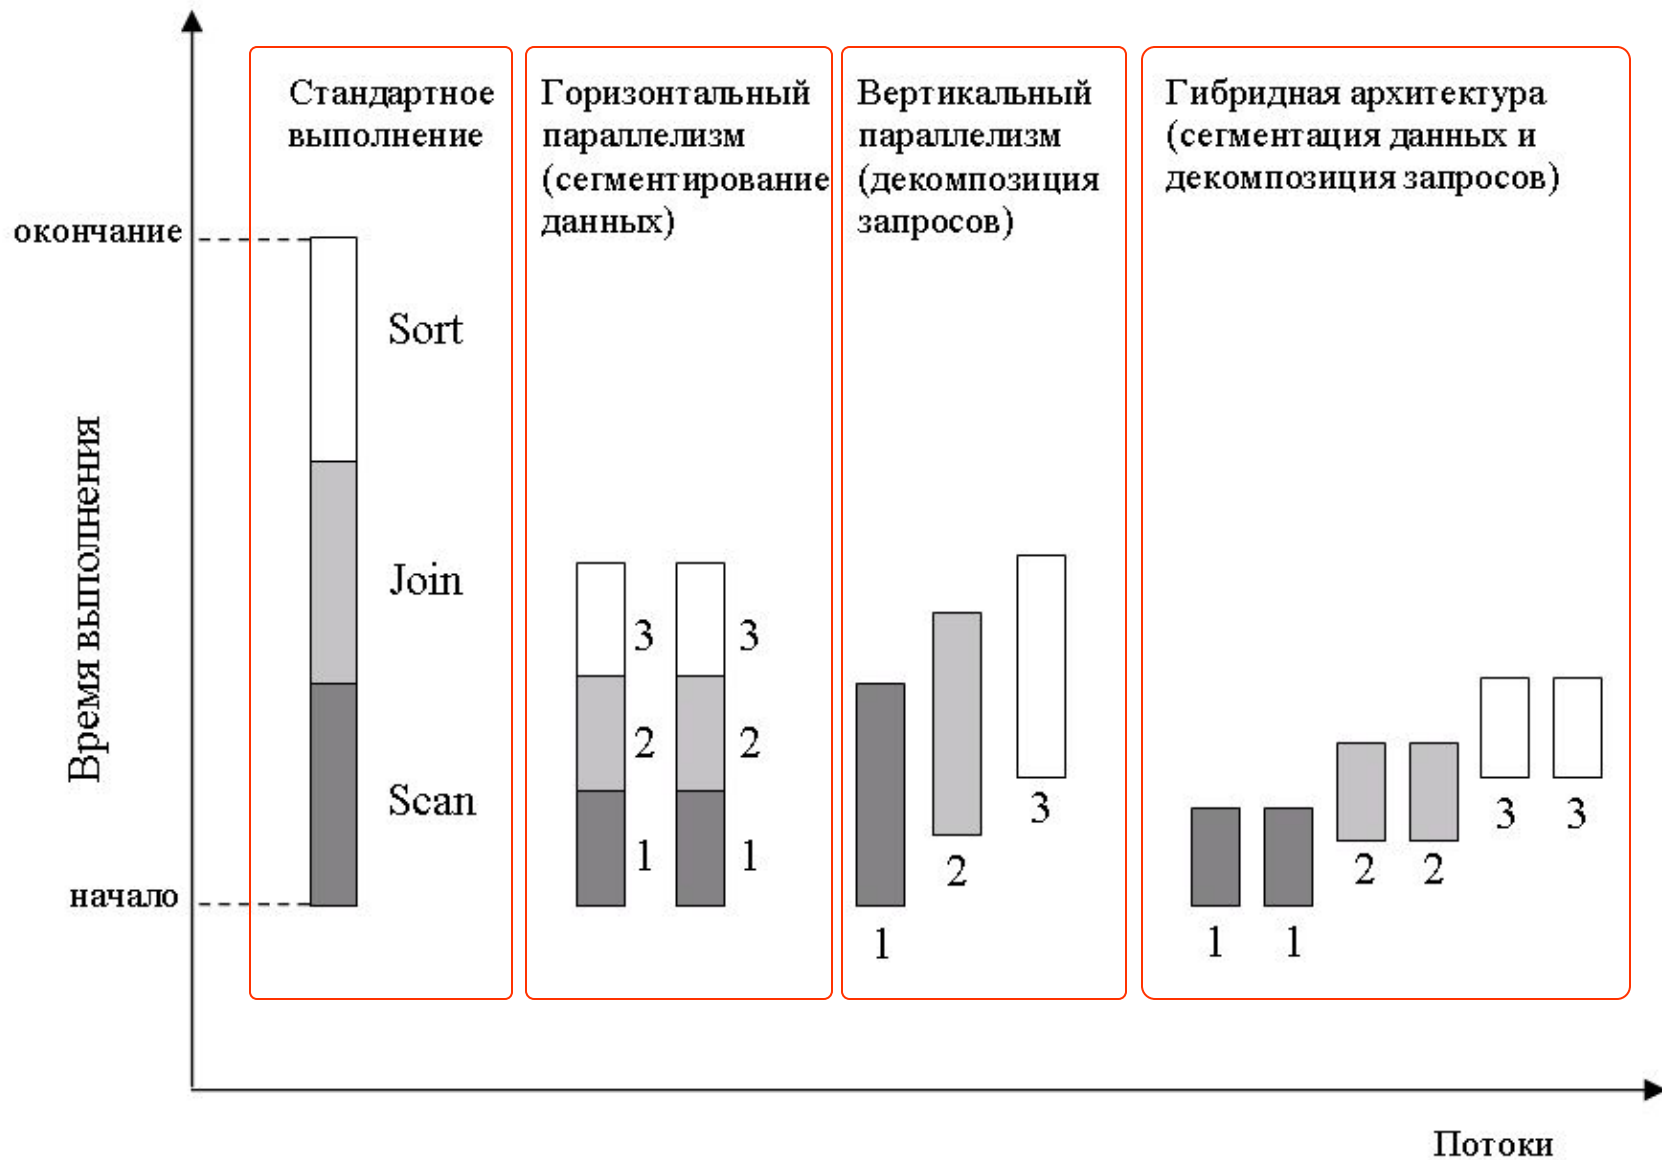 Стандартное
выполнение
Горизонтальный
параллелизм
(сегментирование
данных)
Вертикальный
параллелизм
(декомпозиция
запросов)
Гибридная архитектура
(сегментация данных и
декомпозиция запросов)
окончание
Sort
Join
Scan
начало
Время выполнения
3 3
2 2
1 1
1
2
3
1 1
2 2
3 3
Потоки